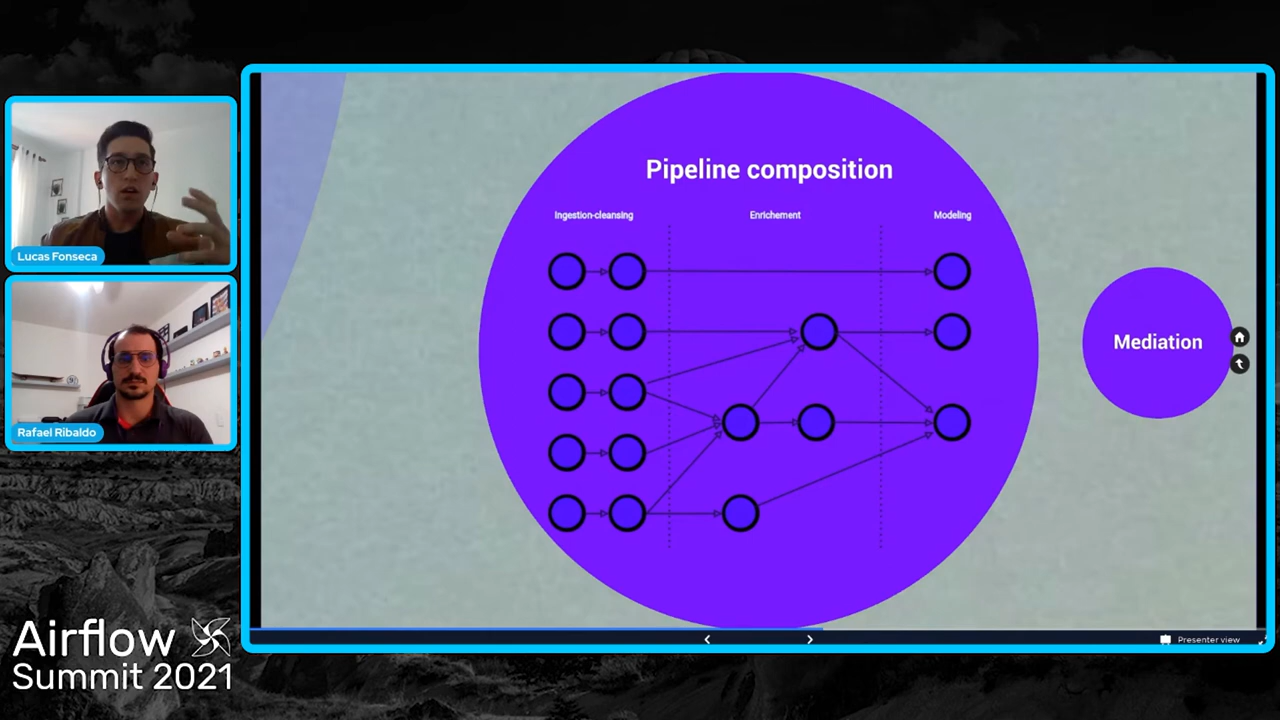 Lucas Fonseca
Rafael Ribaldo
Airflow
Summit 2021
Pipeline composition
Ingestion-cleansing
Enrichement
Modeling
Mediation
Presenter view